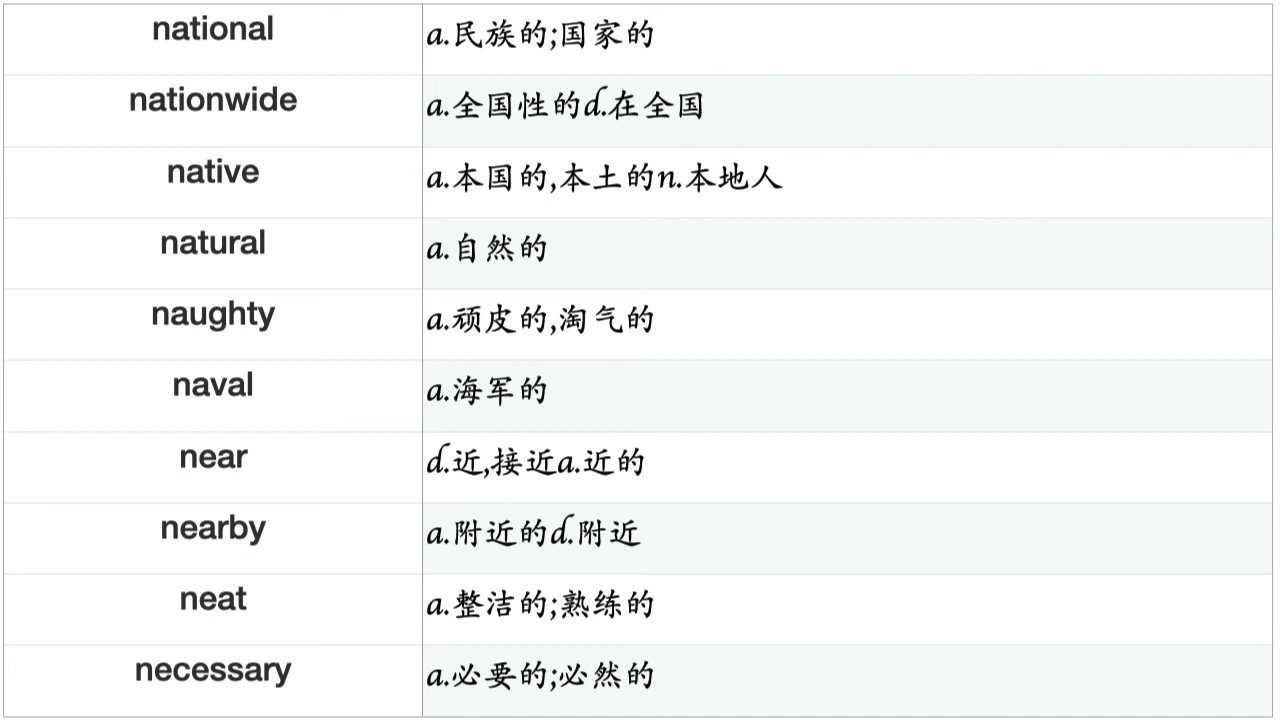 national a.民族的;国家的
nationwide a.全国性的d.在全国
native a.本国的,本土的n.本地人
natural a.自然的
naughty a.顽皮的,淘气的
naval a.海军的
near d.近,接近a.近的
nearby a.附近的d.附近
neat a.整洁的;熟练的
necessary a.必要的;必然的